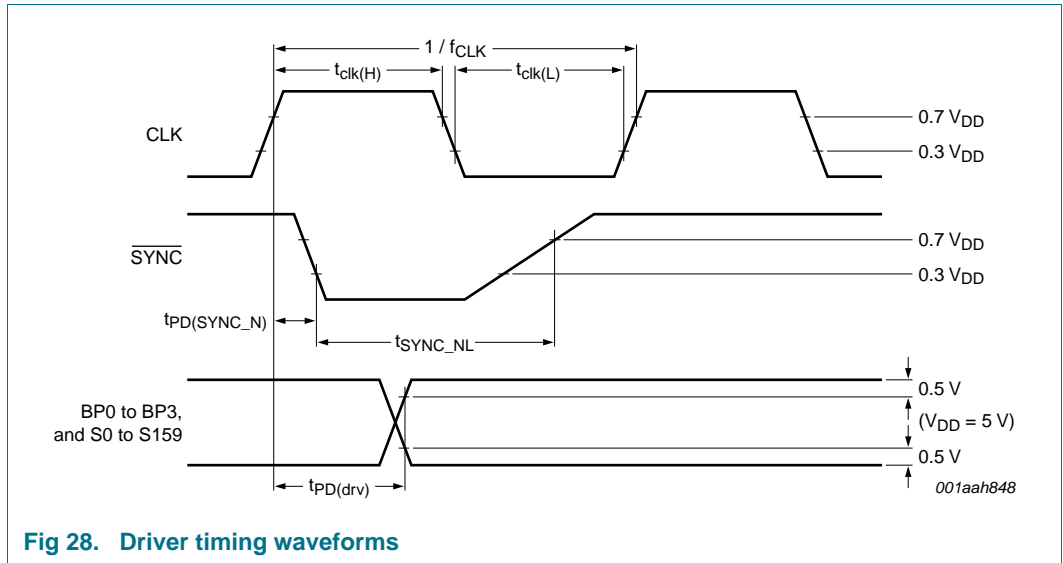 1 / fCLK
tclk(H)
tclk(L)
CLK
0.7 VDD
0.3 VDD
SYNC
0.7 VDD
0.3 VDD
tPD(SYNC_N)
tSYNC_NL
BP0 to BP3,
and S0 to S159
0.5 V
(VDD = 5 V)
0.5 V
tPD(drv)
001aah848
Fig 28. Driver timing waveforms